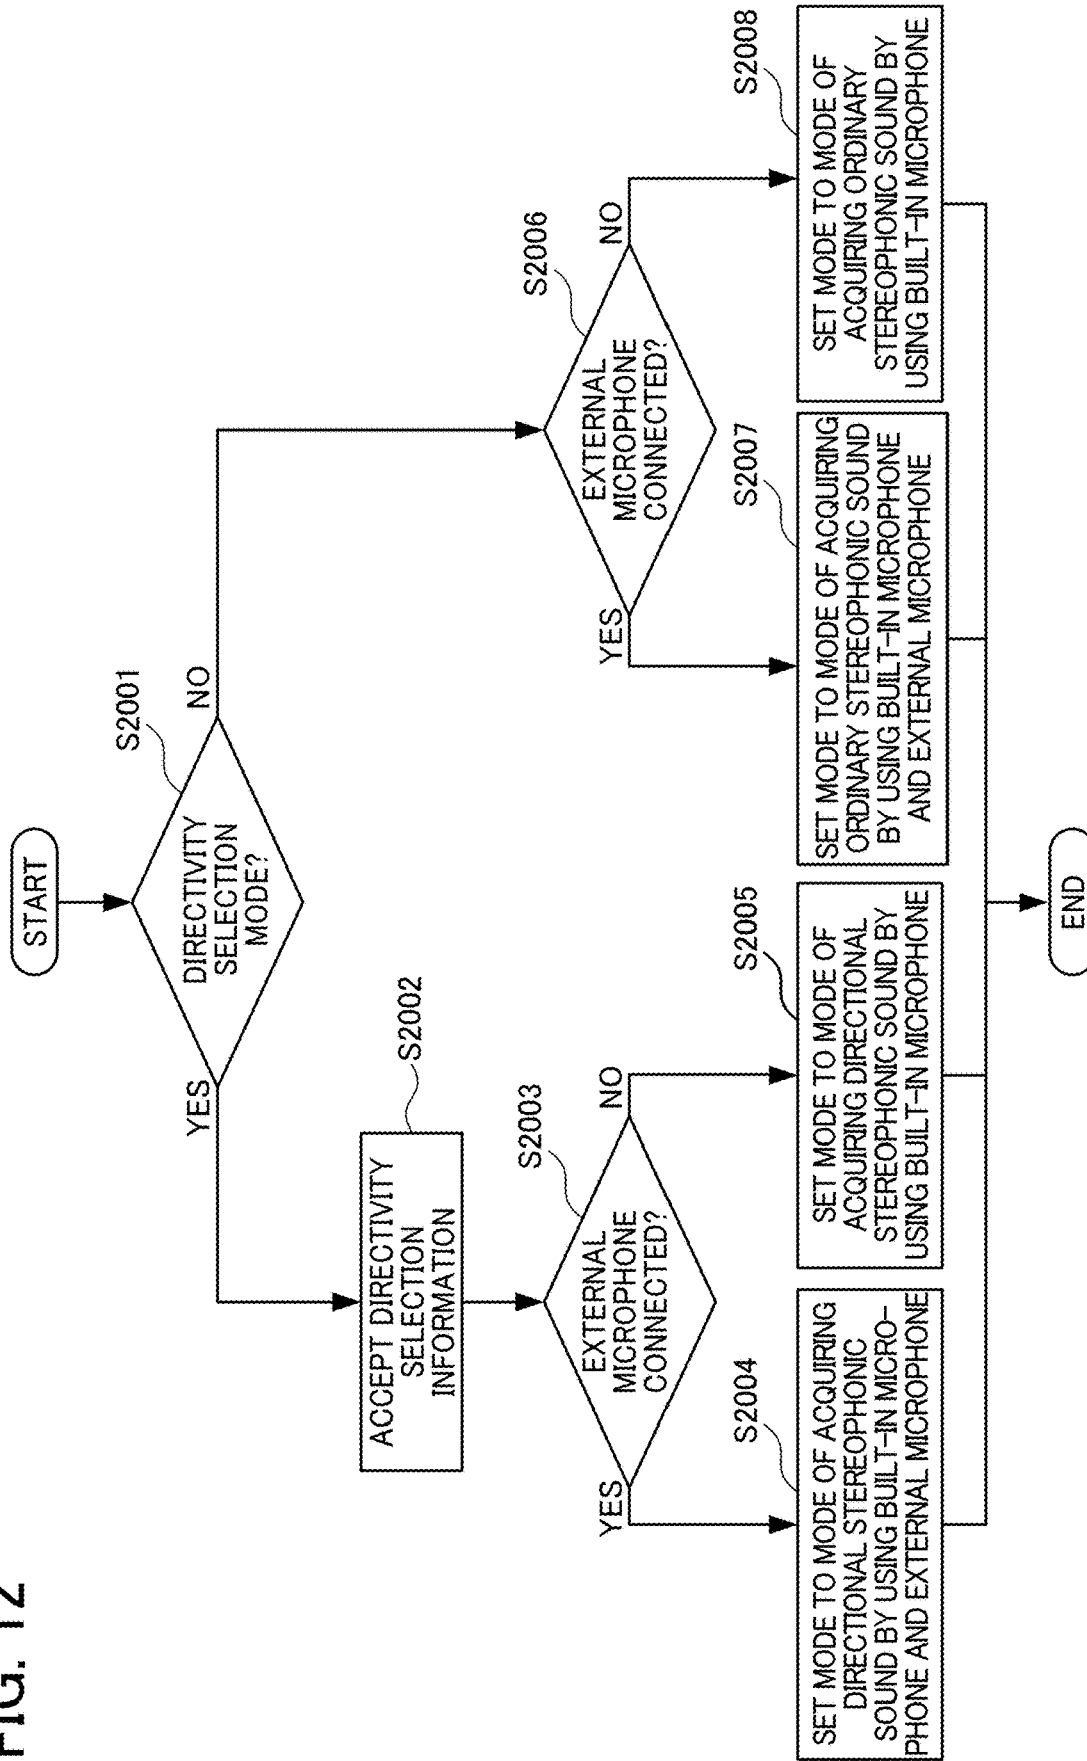 FIG. 12
START
S2001
DIRECTIVITY
SELECTION
MODE?
YES
NO
S2002
ACCEPT DIRECTIVITY
SELECTION
INFORMATION
S2003
EXTERNAL
MICROPHONE
CONNECTED?
YES
NO
S2006
EXTERNAL
MICROPHONE
CONNECTED?
YES
NO
S2004
SET MODE TO MODE OF ACQUIRING
DIRECTIONAL STEREOPHONIC
SOUND BY USING BUILT-IN MICRO-
PHONE AND EXTERNAL MICROPHONE
S2005
SET MODE TO MODE OF
ACQUIRING DIRECTIONAL
STEREOPHONIC SOUND BY
USING BUILT-IN MICROPHONE
S2007
SET MODE TO MODE OF ACQUIRING
ORDINARY STEREOPHONIC SOUND
BY USING BUILT-IN MICROPHONE
AND EXTERNAL MICROPHONE
S2008
SET MODE TO MODE OF
ACQUIRING ORDINARY
STEREOPHONIC SOUND BY
USING BUILT-IN MICROPHONE
END